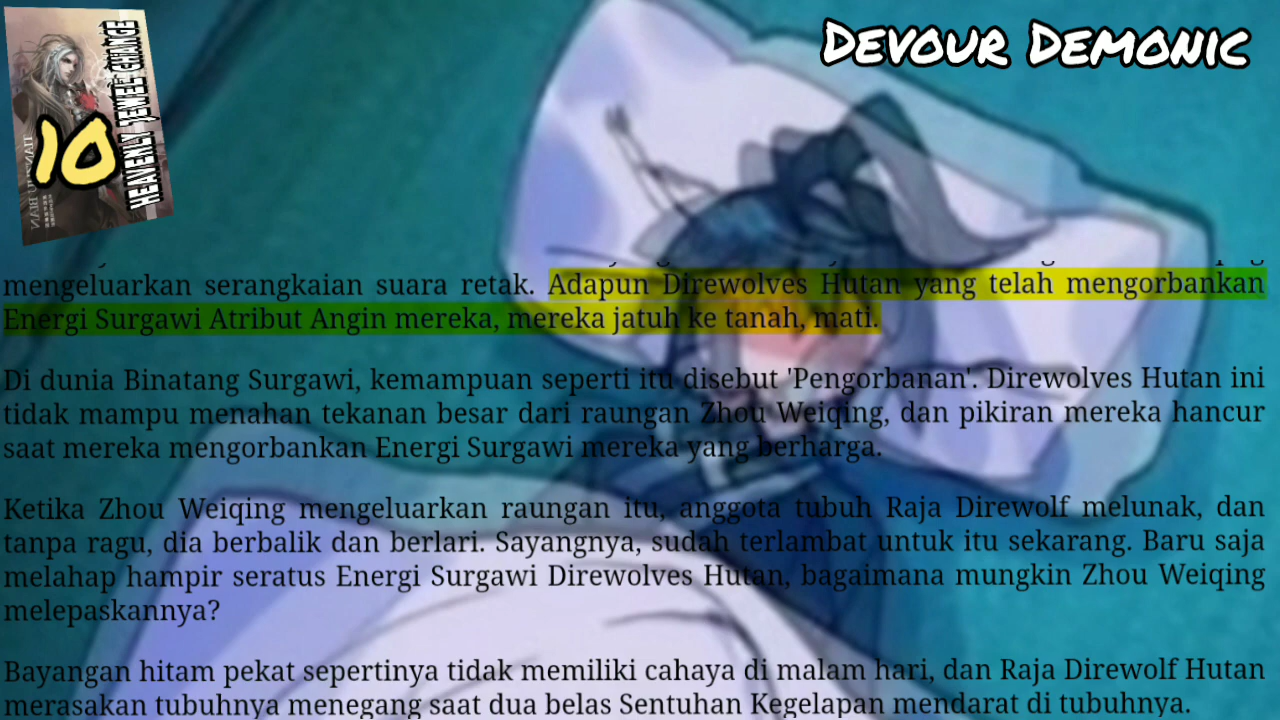 DEVOUR DEMONIC
HEAVENLY JEWEL CHANGE
10
mengeluarkan serangkaian suara retak. Adapun Direwolves Hutan yang telah mengorbankan
Energi Surgawi Atribut Angin mereka, mereka jatuh ke tanah, mati.
Di dunia Binatang Surgawi, kemampuan seperti itu disebut 'Pengorbanan'. Direwolves Hutan ini
tidak mampu menahan tekanan besar dari raungan Zhou Weiqing, dan pikiran mereka hancur
saat mereka mengorbankan Energi Surgawi mereka yang berharga.
Ketika Zhou Weiqing mengeluarkan raungan itu, anggota tubuh Raja Direwolf melunak, dan
tanpa ragu, dia berbalik dan berlari. Sayangnya, sudah terlambat untuk itu sekarang. Baru saja
melahap hampir seratus Energi Surgawi Direwolves Hutan, bagaimana mungkin Zhou Weiqing
melepaskannya?
Bayangan hitam pekat sepertinya tidak memiliki cahaya di malam hari, dan Raja Direwolf Hutan
merasakan tubuhnya menegang saat dua belas Sentuhan Kegelapan mendarat di tubuhnya.